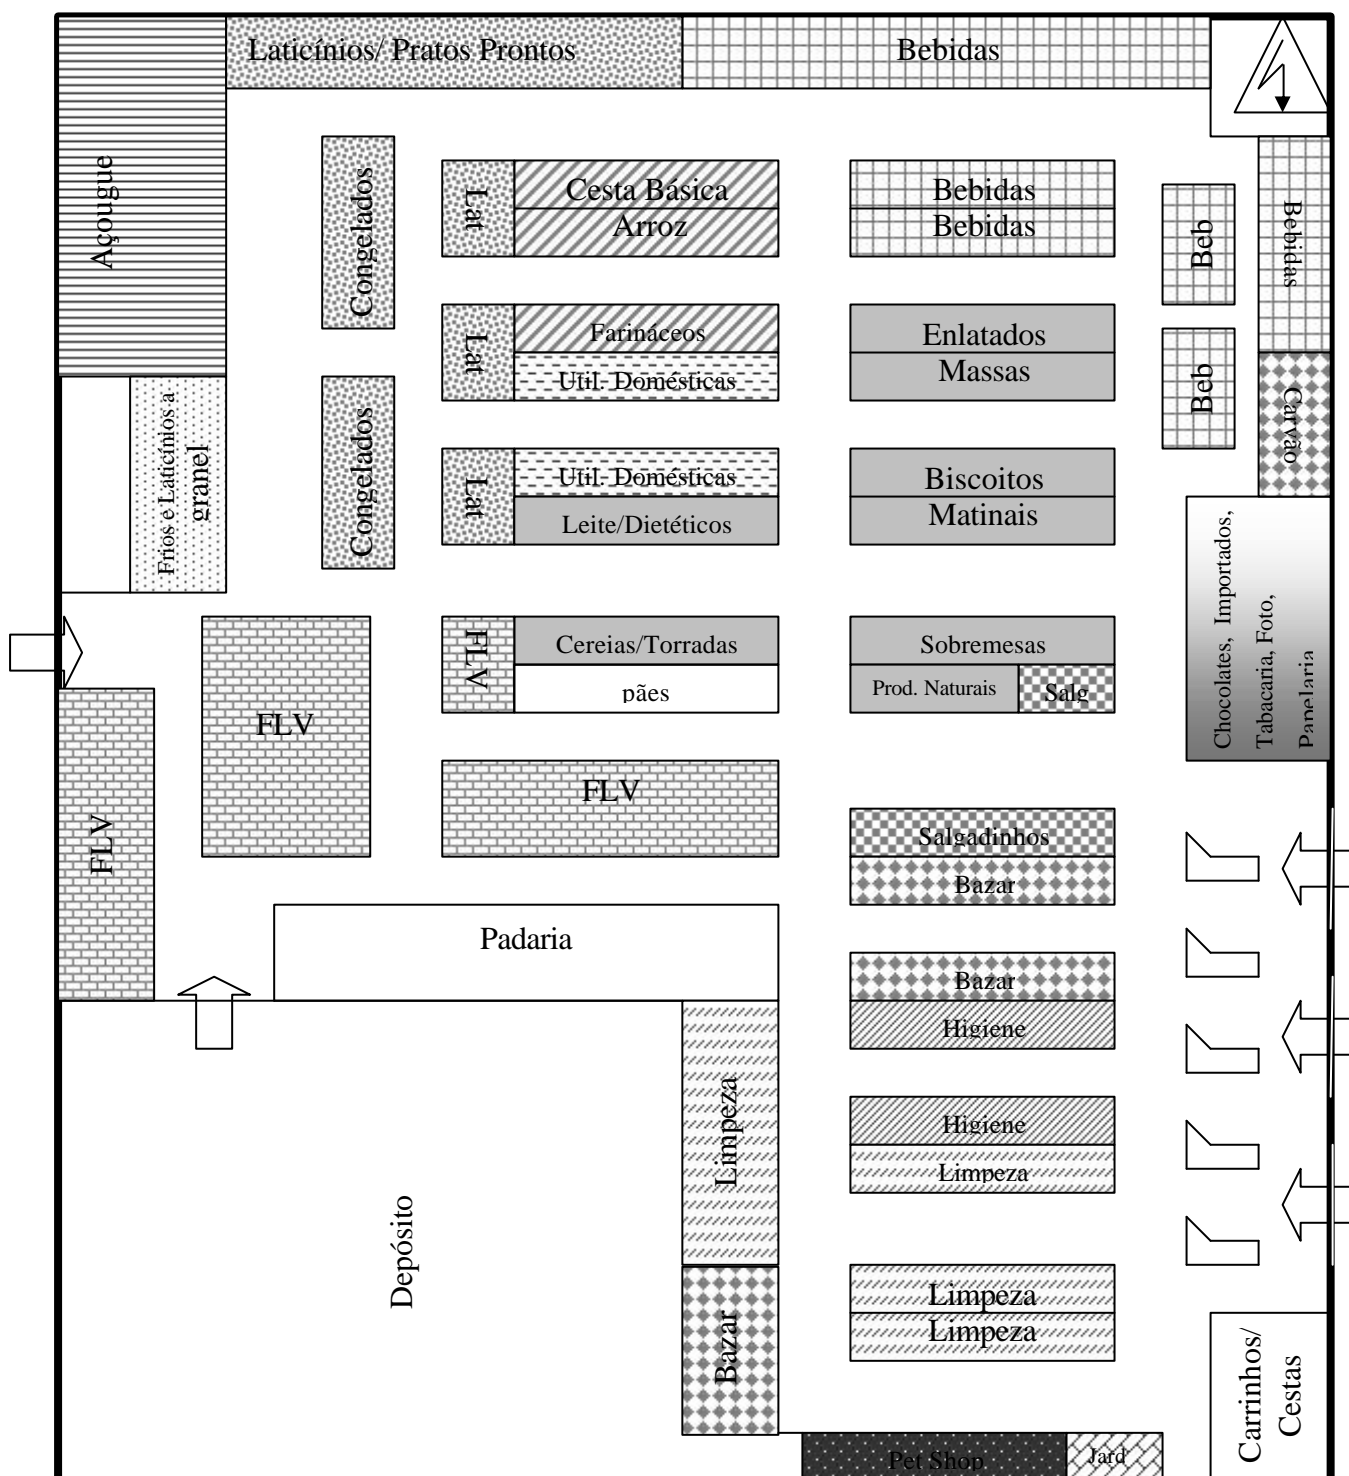 Laticínios/ Pratos Prontos
Bebidas
Açougue
Congelados
Lat
Cesta Básica
Arroz
Bebidas
Bebidas
Beb
Bebidas
Lat
Farináceos
Util. Domésticas
Enlatados
Massas
Beb
Carvão
Frios e Laticínios a
granel
Congelados
Lat
Util. Domésticas
Leite/Dietéticos
Biscoitos
Matinais
Chocolates, Importados,
Tabacaria, Foto,
Papelaria
FLV
FLV
Cereias/Torradas
pães
Sobremesas
Prod. Naturais
Salg
FLV
FLV
Salgadinhos
Bazar
Padaria
Bazar
Higiene
Limpeza
Higiene
Limpeza
Depósito
Bazar
Limpeza
Limpeza
Carrinhos/
Cestas
Pet Shop
Jard